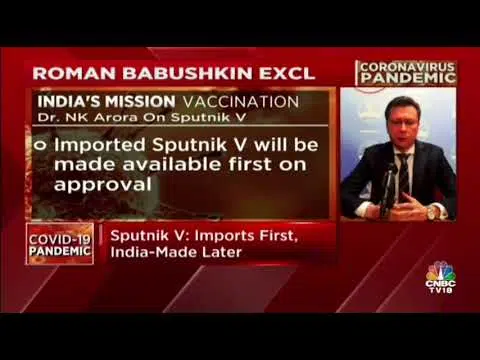 ROMAN BABUSHKIN EXCL
CORONAVIRUS
PANDEMIC
INDIA'S MISSION VACCINATION
Dr. NK Arora On Sputnik V
Imported Sputnik V will be
made available first on
approval
COVID-19
PANDEMIC
Sputnik V: Imports First,
India-Made Later
CNBC
TV18